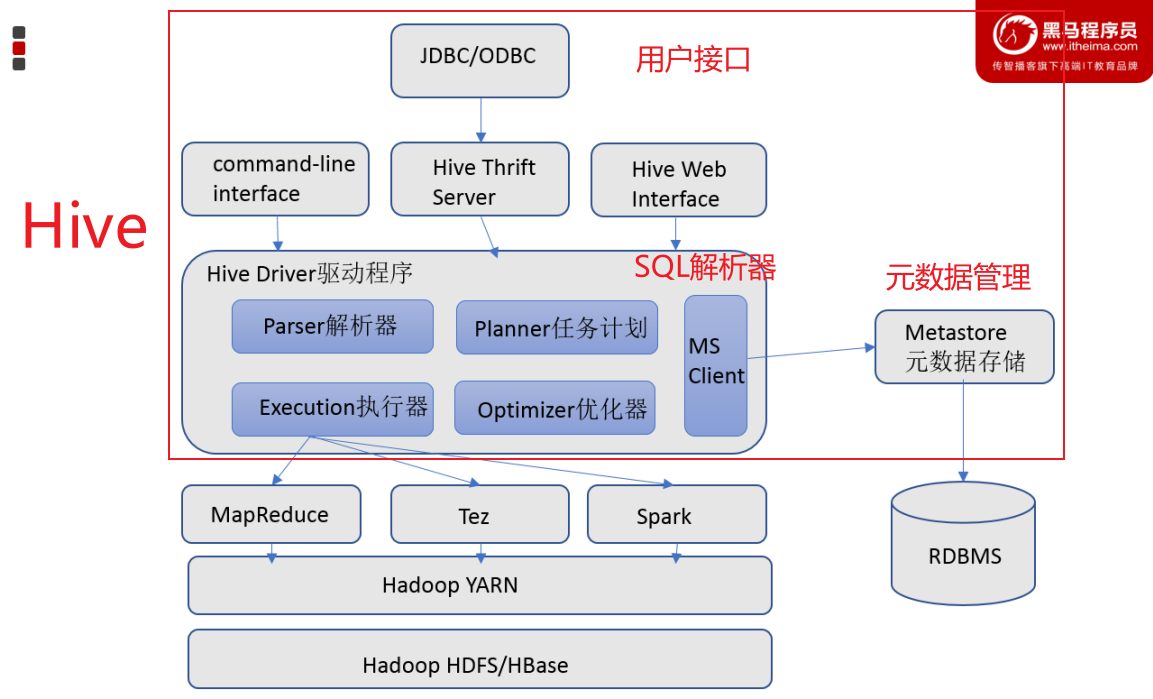 黑马程序员
www.itheima.com
传智播客旗下高端IT教育品牌
JDBC/ODBC
用户接口
command-line
interface
Hive Thrift
Server
Hive Web
Interface
Hive
Hive Driver驱动程序
SQL解析器
元数据管理
Parser解析器
Planner任务计划
MS
Client
Metastore
元数据存储
Execution执行器
Optimizer优化器
MapReduce
Tez
Spark
RDBMS
Hadoop YARN
Hadoop HDFS/HBase